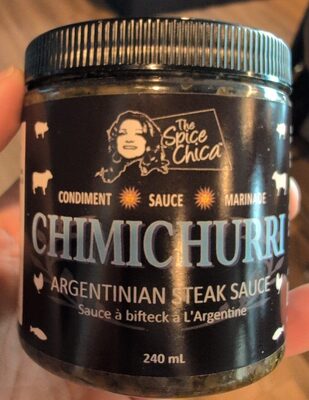 The
Spice
Chica
CONDIMENT SAUCE MARINADE
CHIMICHURRI
ARGENTINIAN STEAK SAUCE
Sauce à bifteck à L'Argentine
240 mL